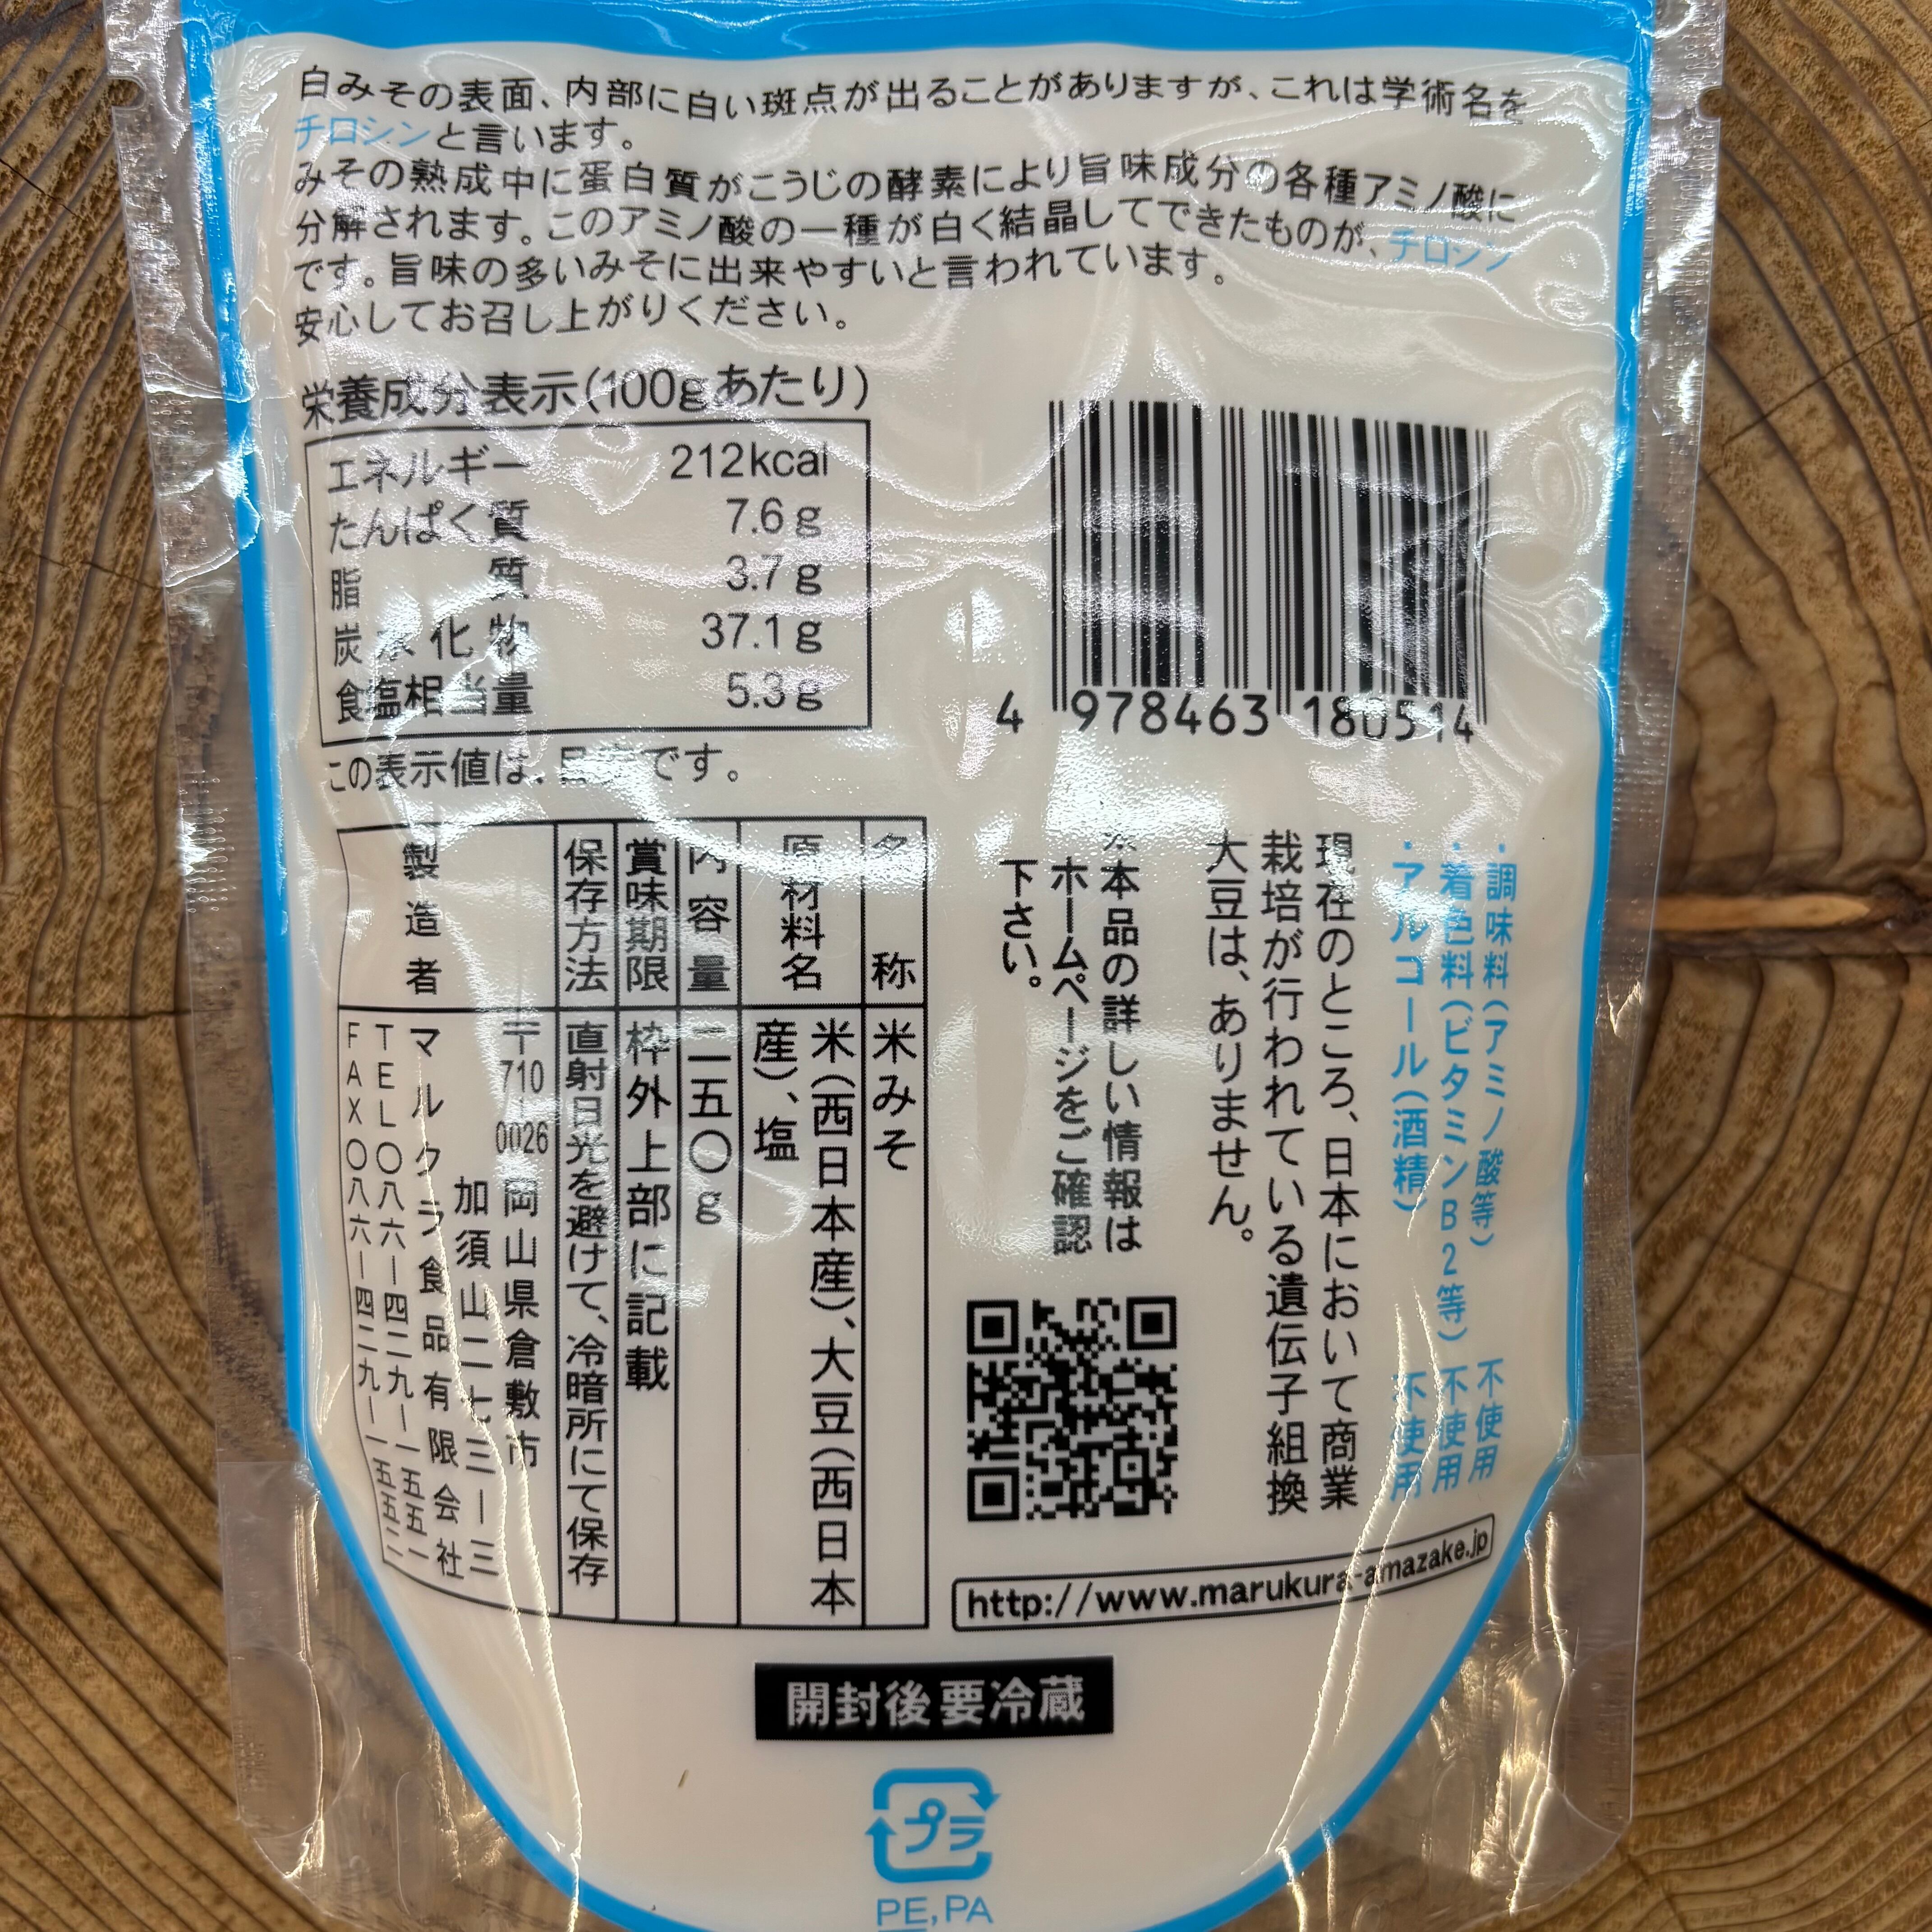 白みその表面、内部に白い斑点が出ることがありますが、これは学術名を
チロシンと言います。
みその熟成中に蛋白質がこうじの酵素により旨味成分の各種アミノ酸に
分解されます。このアミノ酸の一種が白く結晶してできたものが、チロシン
です。旨味の多いみそに出来やすいと言われています。
安心してお召し上がりください。
栄養成分表示(100gあたり)
エネルギー 212kcal
たんぱく質 7.6g
脂質 3.7g
炭水化物 37.1g
食塩相当量 5.3g
この表示値は、目安です。
4 978463 180514
・調味料(アミノ酸等) 不使用
・着色料(ビタミンB2等) 不使用
・アルコール(酒精) 不使用
現在のところ、日本において商業
栽培が行われている遺伝子組換
大豆は、ありません。
※本品の詳しい情報は
ホームページをご確認
下さい。
http://www.marukura-amazake.jp
名称 米みそ
原材料名 米(西日本産)、大豆(西日本
産)、塩
内容量 二五〇g
賞味期限 枠外上部に記載
保存方法 直射日光を避けて、冷暗所にて保存
製造者 〒710-0026 岡山県倉敷市
加須山二七三ー三
マルクラ食品有限会社
TEL〇八六ー四二九ー一五五一
FAX〇八六ー四二九ー一五五二
開封後要冷蔵
プラ
PE,PA